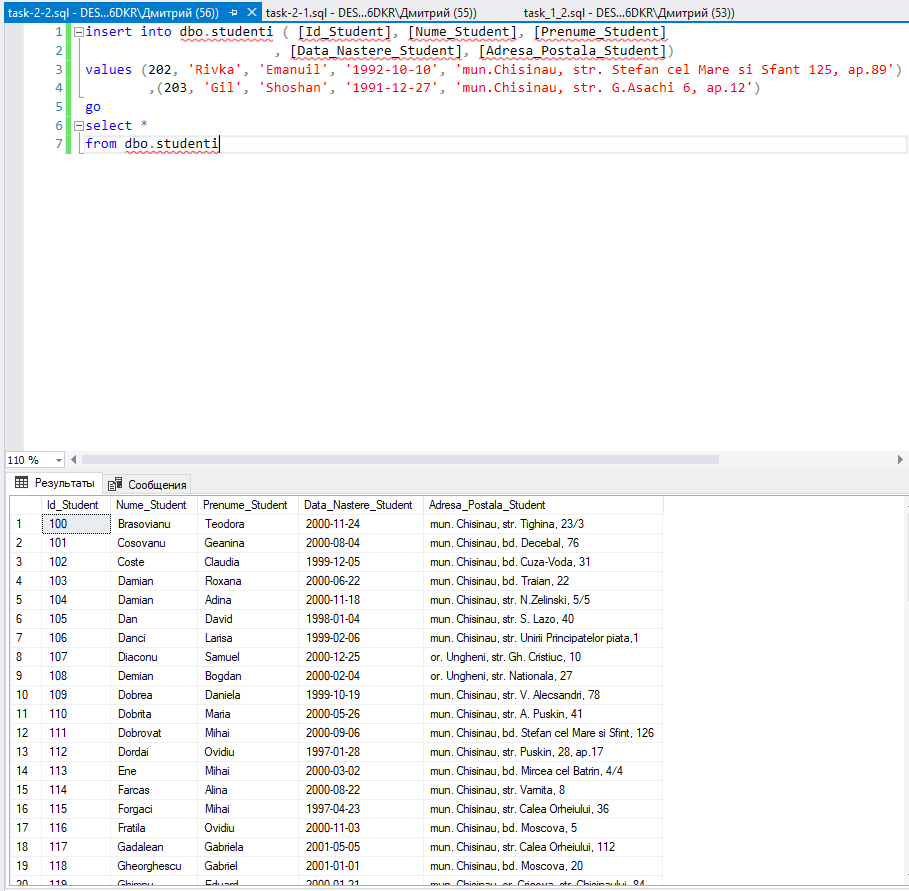 task-2-2.sql - DES...6DKR\Дмитрий (56)) task-2-1.sql - DES...6DKR\Дмитрий (55)) task_1_2.sql - DES...6DKR\Дмитрий (53))
1 insert into dbo.studenti ( [Id_Student], [Nume_Student], [Prenume_Student]
2 , [Data_Nastere_Student], [Adresa_Postala_Student])
3 values (202, 'Rivka', 'Emanuil', '1992-10-10', 'mun.Chisinau, str. Stefan cel Mare si Sfant 125, ap.89')
4 ,(203, 'Gil', 'Shoshan', '1991-12-27', 'mun.Chisinau, str. G.Asachi 6, ap.12')
5 go
6 select *
7 from dbo.studenti
110 %
Результаты Сообщения
Id_Student Nume_Student Prenume_Student Data_Nastere_Student Adresa_Postala_Student
1 100 Brasovianu Teodora 2000-11-24 mun. Chisinau, str. Tighina, 23/3
2 101 Cosovanu Geanina 2000-08-04 mun. Chisinau, bd. Decebal, 76
3 102 Coste Claudia 1999-12-05 mun. Chisinau, bd. Cuza-Voda, 31
4 103 Damian Roxana 2000-06-22 mun. Chisinau, bd. Traian, 22
5 104 Damian Adina 2000-11-18 mun. Chisinau, str. N.Zelinski, 5/5
6 105 Dan David 1998-01-04 mun. Chisinau, str. S. Lazo, 40
7 106 Danci Larisa 1999-02-06 mun. Chisinau, str. Unirii Principatelor piata,1
8 107 Diaconu Samuel 2000-12-25 or. Ungheni, str. Gh. Cristiuc, 10
9 108 Demian Bogdan 2000-02-04 or. Ungheni, str. Nationala, 27
10 109 Dobrea Daniela 1999-10-19 mun. Chisinau, str. V. Alecsandri, 78
11 110 Dobrita Maria 2000-05-26 mun. Chisinau, str. A. Puskin, 41
12 111 Dobrovat Mihai 2000-09-06 mun. Chisinau, bd. Stefan cel Mare si Sfint, 126
13 112 Dordai Ovidiu 1997-01-28 mun. Chisinau, str. Puskin, 28, ap.17
14 113 Ene Mihai 2000-03-02 mun. Chisinau, bd. Mircea cel Batrin, 4/4
15 114 Farcas Alina 2000-08-22 mun. Chisinau, str. Varnita, 8
16 115 Forgaci Mihai 1997-04-23 mun. Chisinau, str. Calea Orheiului, 36
17 116 Fratila Ovidiu 2000-11-03 mun. Chisinau, bd. Moscova, 5
18 117 Gadalean Gabriela 2001-05-05 mun. Chisinau, str. Calea Orheiului, 112
19 118 Gheorghescu Gabriel 2001-01-01 mun. Chisinau, bd. Moscova, 20
20 119 Ghimpu Eduard 2000-01-21 or. Cricova, str. Chisinaului, 84